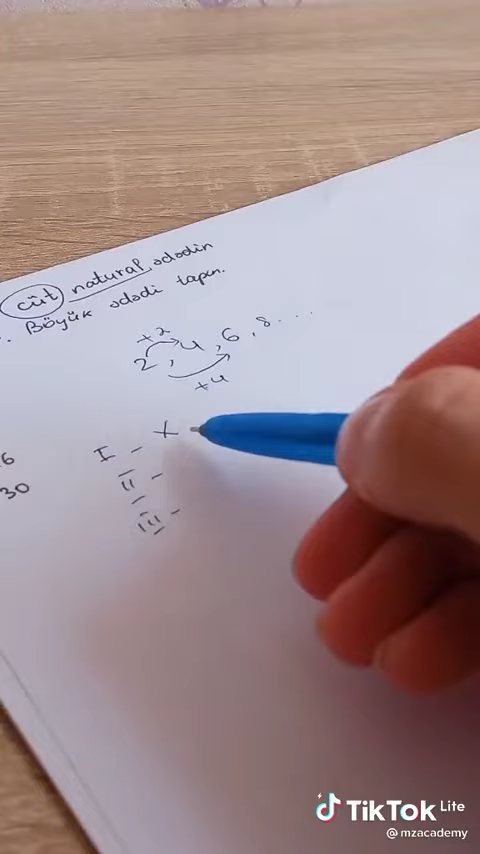 cüt natural ədədin
. Böyük ədədi tapın.
+2
2, 4, 6, 8....
+4
I - x
II -
III -
6
30
TikTok Lite
@mzacademy